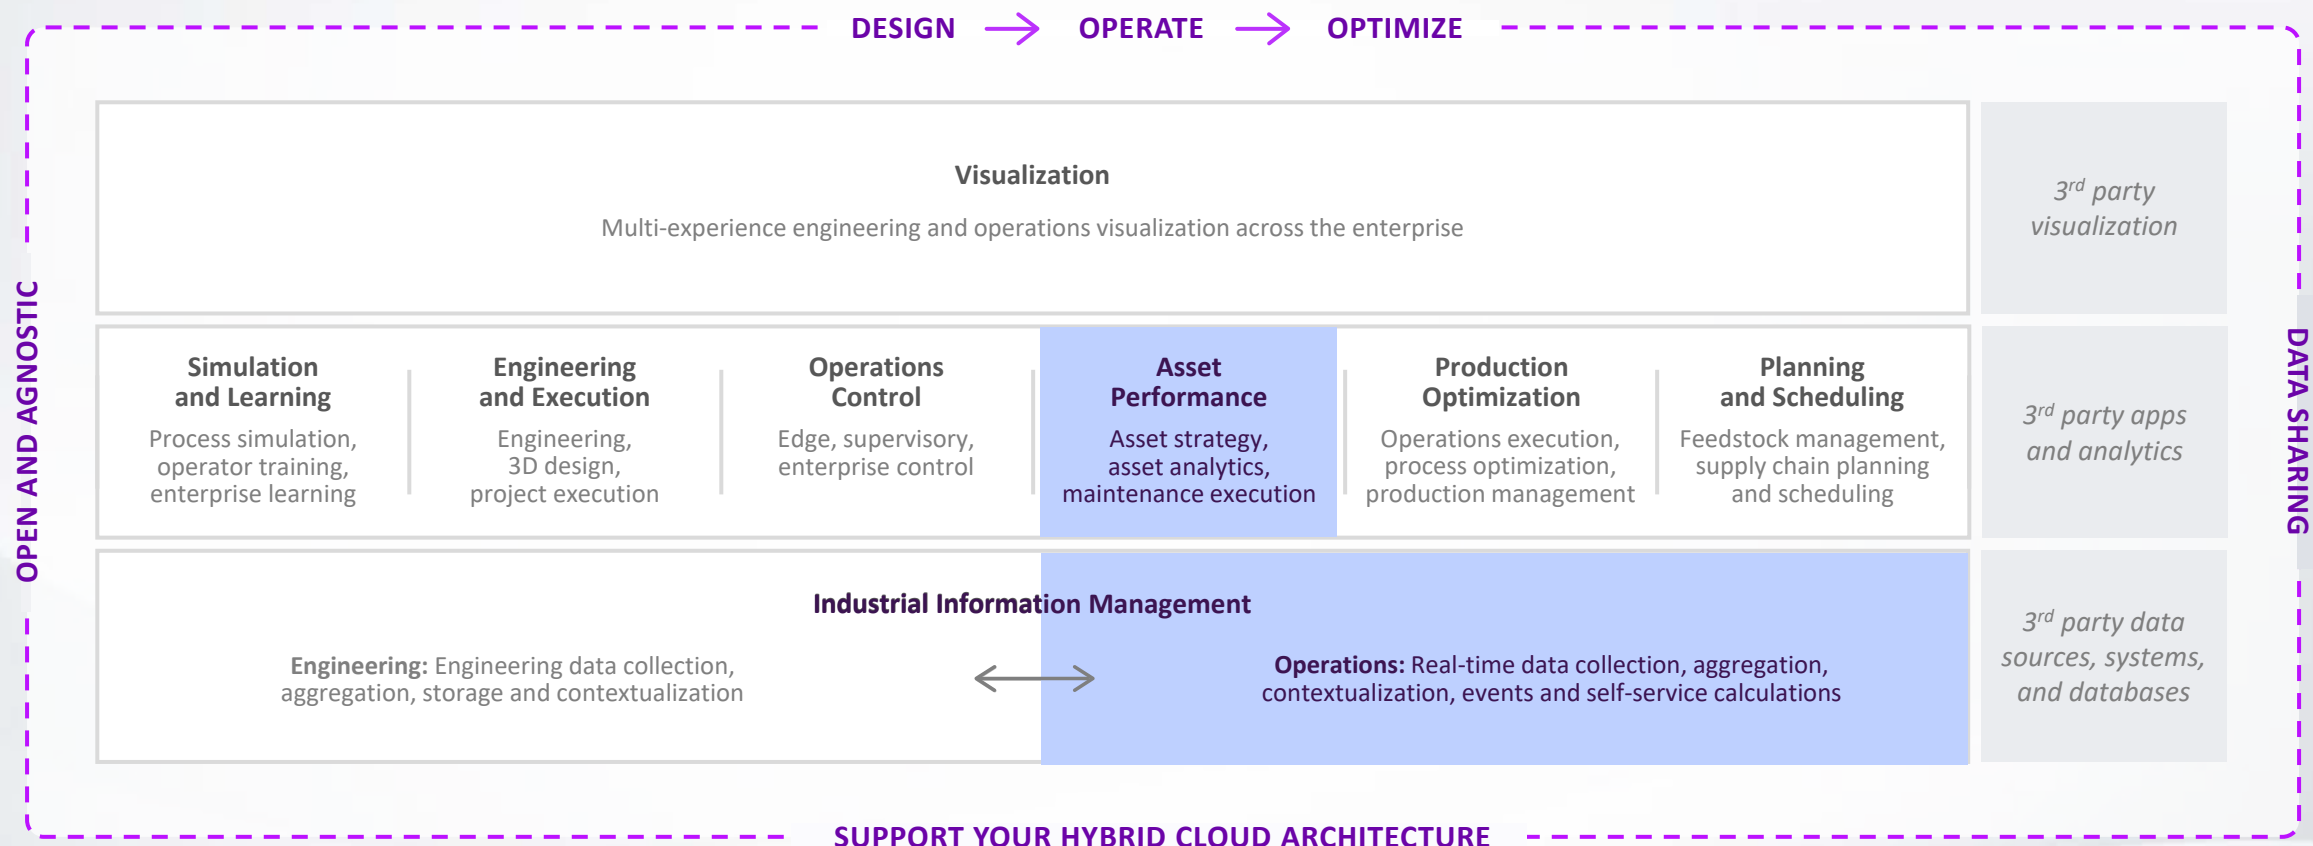 DESIGN → OPERATE → OPTIMIZE
OPEN AND AGNOSTIC
Visualization
Multi-experience engineering and operations visualization across the enterprise
3rd party
visualization
Simulation
and Learning
Process simulation,
operator training,
enterprise learning
Engineering
and Execution
Engineering,
3D design,
project execution
Operations
Control
Edge, supervisory,
enterprise control
Asset
Performance
Asset strategy,
asset analytics,
maintenance execution
Production
Optimization
Operations execution,
process optimization,
production management
Planning
and Scheduling
Feedstock management,
supply chain planning
and scheduling
3rd party apps
and analytics
Industrial Information Management
Engineering: Engineering data collection,
aggregation, storage and contextualization
Operations: Real-time data collection, aggregation,
contextualization, events and self-service calculations
3rd party data
sources, systems,
and databases
DATA SHARING
SUPPORT YOUR HYBRID CLOUD ARCHITECTURE